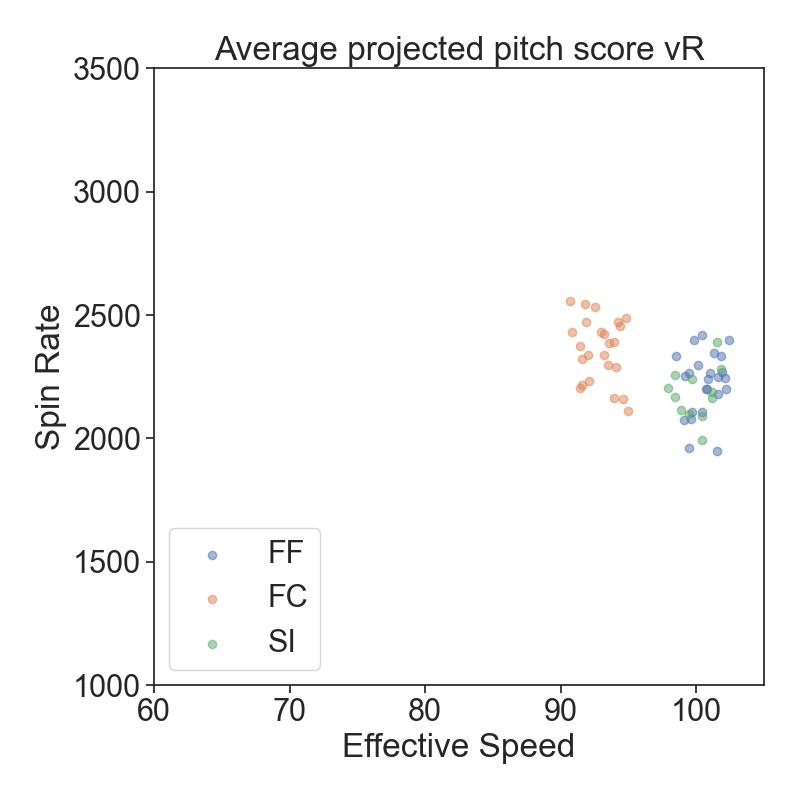 Average projected pitch score vR
3500
3000
2500
2000
1500
1000
Spin Rate
FF
FC
SI
60 70 80 90 100
Effective Speed